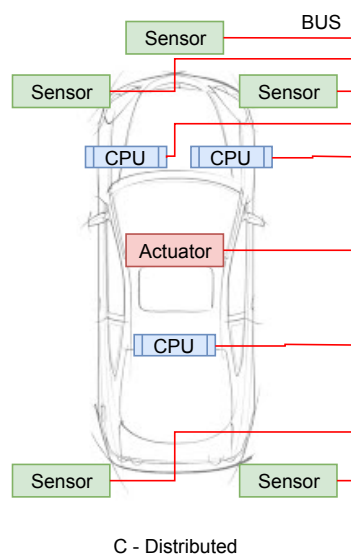 BUS
Sensor
Sensor
Sensor
CPU
CPU
Actuator
CPU
Sensor
Sensor
C - Distributed